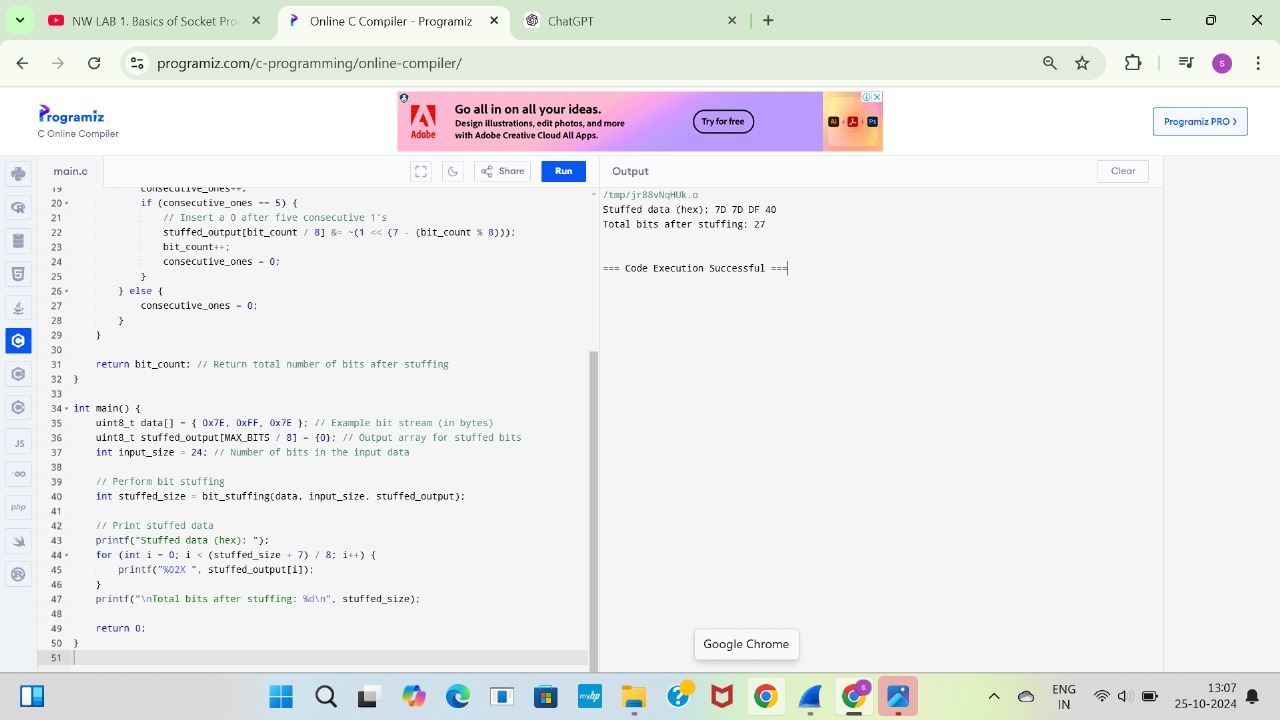 NW LAB 1. Basics of Socket Pro
Online C Compiler - Programiz
ChatGPT
programiz.com/c-programming/online-compiler/
s
Programiz
C Online Compiler
Adobe
Go all in on all your ideas.
Design illustrations, edit photos, and more
with Adobe Creative Cloud All Apps.
Try for free
Ai + + Ps
Programiz PRO >
main.c
Share
Run
Output
Clear
19 consecutive_ones++;
20 if (consecutive_ones == 5) {
21 // Insert a 0 after five consecutive 1's
22 stuffed_output[bit_count / 8] &= ~(1 << (7 - (bit_count % 8)));
23 bit_count++;
24 consecutive_ones = 0;
25 }
26 } else {
27 consecutive_ones = 0;
28 }
29 }
30
31 return bit_count; // Return total number of bits after stuffing
32 }
33
34 int main() {
35 uint8_t data[] = { 0x7E, 0xFF, 0x7E }; // Example bit stream (in bytes)
36 uint8_t stuffed_output[MAX_BITS / 8] = {0}; // Output array for stuffed bits
37 int input_size = 24; // Number of bits in the input data
38
39 // Perform bit stuffing
40 int stuffed_size = bit_stuffing(data, input_size, stuffed_output);
41
42 // Print stuffed data
43 printf("Stuffed data (hex): ");
44 for (int i = 0; i < (stuffed_size + 7) / 8; i++) {
45 printf("%02X ", stuffed_output[i]);
46 }
47 printf("\nTotal bits after stuffing: %d\n", stuffed_size);
48
49 return 0;
50 }
51
/tmp/jr88vNqHUk.o
Stuffed data (hex): 7D 7D DF 40
Total bits after stuffing: 27
=== Code Execution Successful ===
JS
GO
php
Google Chrome
myhp
s
ENG
IN
13:07
25-10-2024